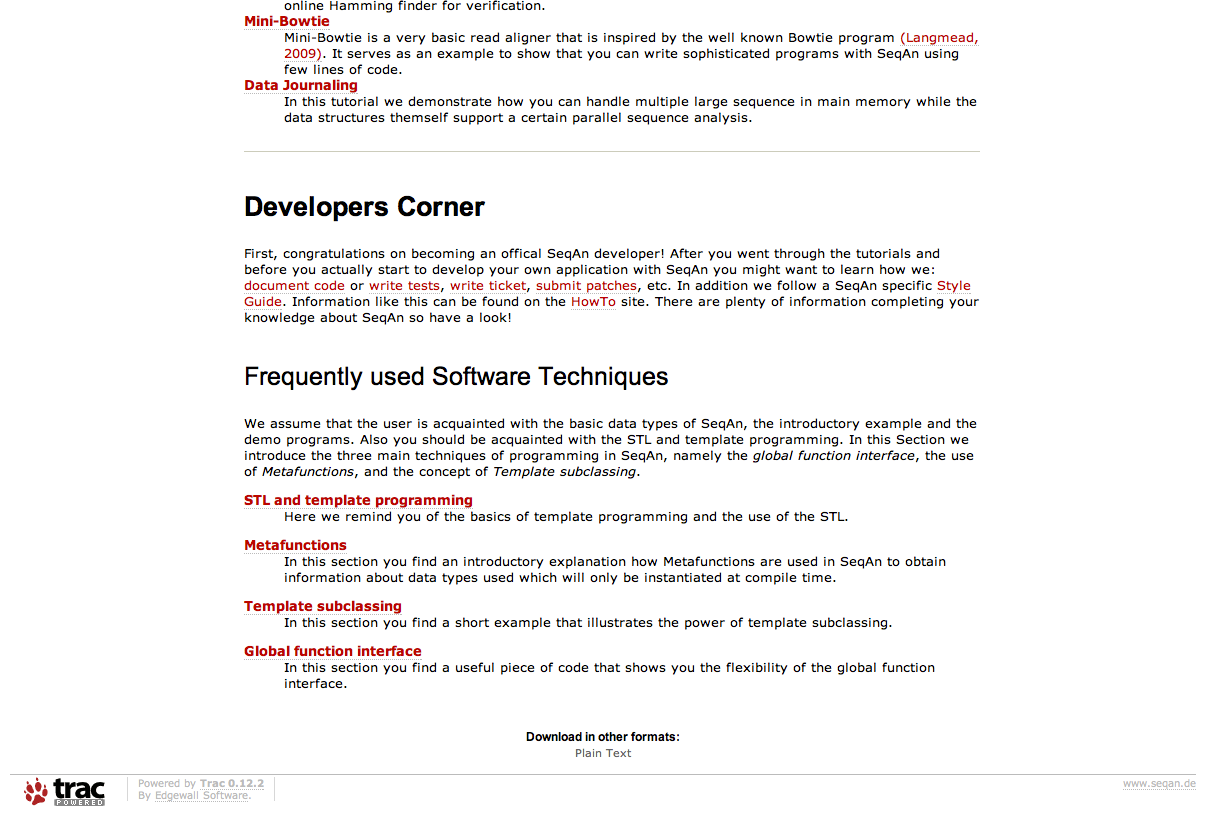 online Hamming finder for verification.
Mini-Bowtie
Mini-Bowtie is a very basic read aligner that is inspired by the well known Bowtie program (Langmead,
2009). It serves as an example to show that you can write sophisticated programs with SeqAn using
few lines of code.
Data Journaling
In this tutorial we demonstrate how you can handle multiple large sequence in main memory while the
data structures themself support a certain parallel sequence analysis.
Developers Corner
First, congratulations on becoming an offical SeqAn developer! After you went through the tutorials and
before you actually start to develop your own application with SeqAn you might want to learn how we:
document code or write tests, write ticket, submit patches, etc. In addition we follow a SeqAn specific Style
Guide. Information like this can be found on the HowTo site. There are plenty of information completing your
knowledge about SeqAn so have a look!
Frequently used Software Techniques
We assume that the user is acquainted with the basic data types of SeqAn, the introductory example and the
demo programs. Also you should be acquainted with the STL and template programming. In this Section we
introduce the three main techniques of programming in SeqAn, namely the global function interface, the use
of Metafunctions, and the concept of Template subclassing.
STL and template programming
Here we remind you of the basics of template programming and the use of the STL.
Metafunctions
In this section you find an introductory explanation how Metafunctions are used in SeqAn to obtain
information about data types used which will only be instantiated at compile time.
Template subclassing
In this section you find a short example that illustrates the power of template subclassing.
Global function interface
In this section you find a useful piece of code that shows you the flexibility of the global function
interface.
Download in other formats:
Plain Text
trac
POWERED
Powered by Trac 0.12.2
By Edgewall Software.
www.seqan.de